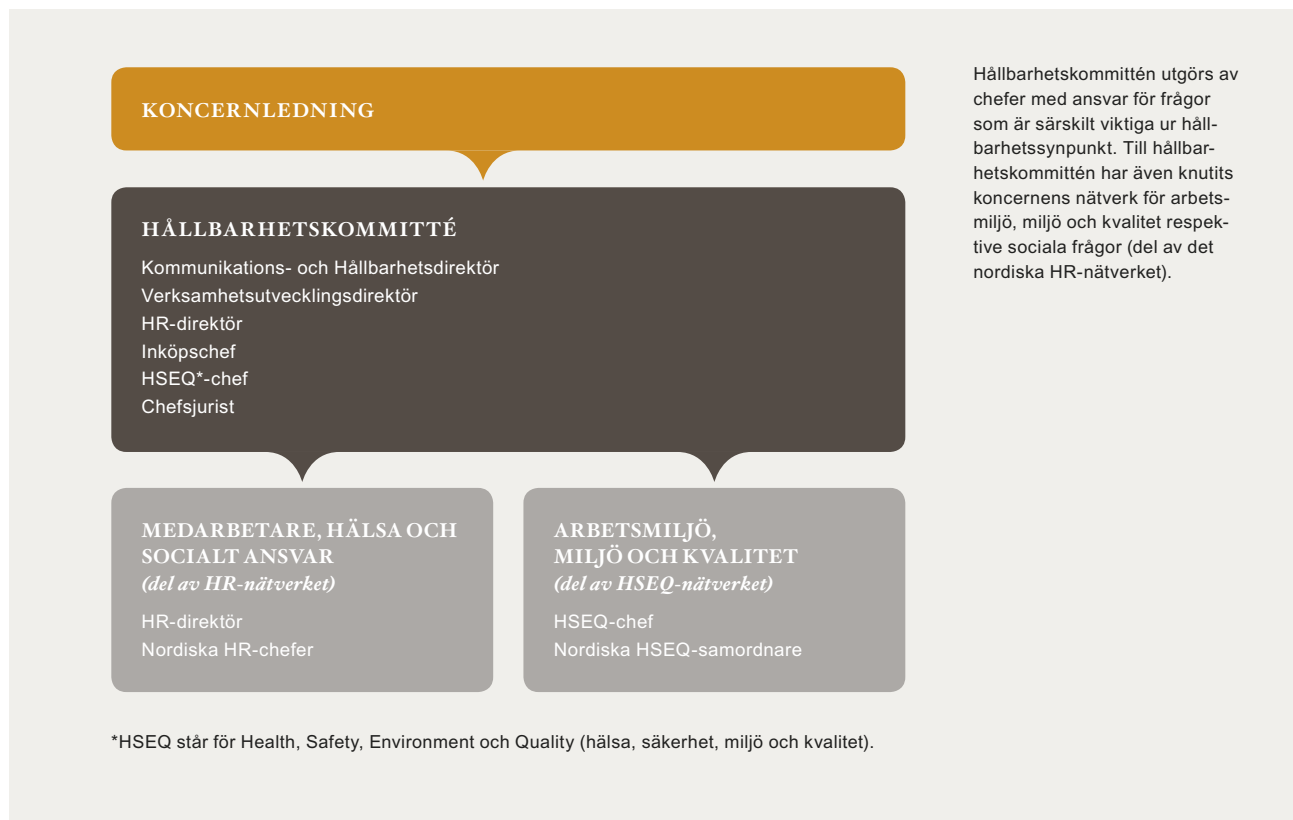 KONCERNLEDNING
HÅLLBARHETSKOMMITTÉ
Kommunikations- och Hållbarhetsdirektör
Verksamhetsutvecklingsdirektör
HR-direktör
Inköpschef
HSEQ*-chef
Chefsjurist
MEDARBETARE, HÄLSA OCH
SOCIALT ANSVAR
(del av HR-nätverket)
HR-direktör
Nordiska HR-chefer
ARBETSMILJÖ,
MILJÖ OCH KVALITET
(del av HSEQ-nätverket)
HSEQ-chef
Nordiska HSEQ-samordnare
*HSEQ står för Health, Safety, Environment och Quality (hälsa, säkerhet, miljö och kvalitet).
Hållbarhetskommittén utgörs av
chefer med ansvar för frågor
som är särskilt viktiga ur håll-
barhetssynpunkt. Till hållbar-
hetskommittén har även knutits
koncernens nätverk för arbets-
miljö, miljö och kvalitet respek-
tive sociala frågor (del av det
nordiska HR-nätverket).